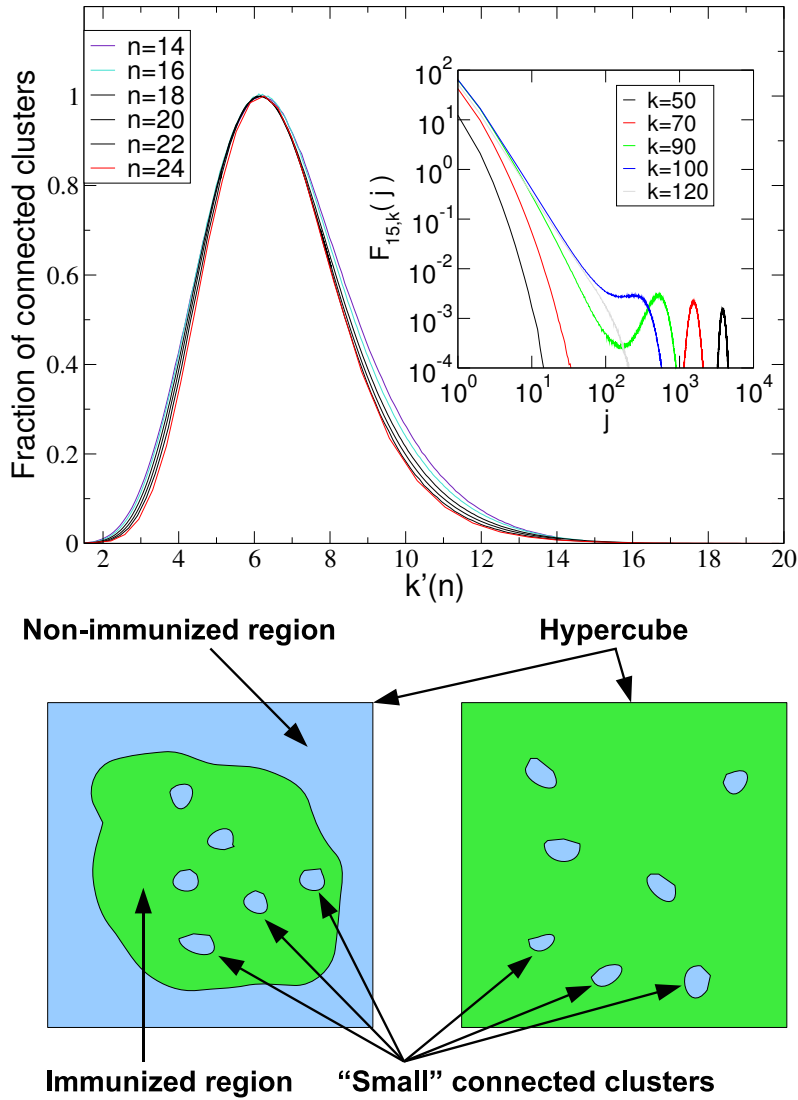 n=14
n=16
n=18
n=20
n=22
n=24
Fraction of connected clusters
1
0.8
0.6
0.4
0.2
0
2 4 6 8 10 12 14 16 18 20
k'(n)
10^2
10^1
10^0
10^-1
10^-2
10^-3
10^-4
F_15,k(j)
k=50
k=70
k=90
k=100
k=120
10^0 10^1 10^2 10^3 10^4
j
Non-immunized region
Hypercube
Immunized region
“Small” connected clusters